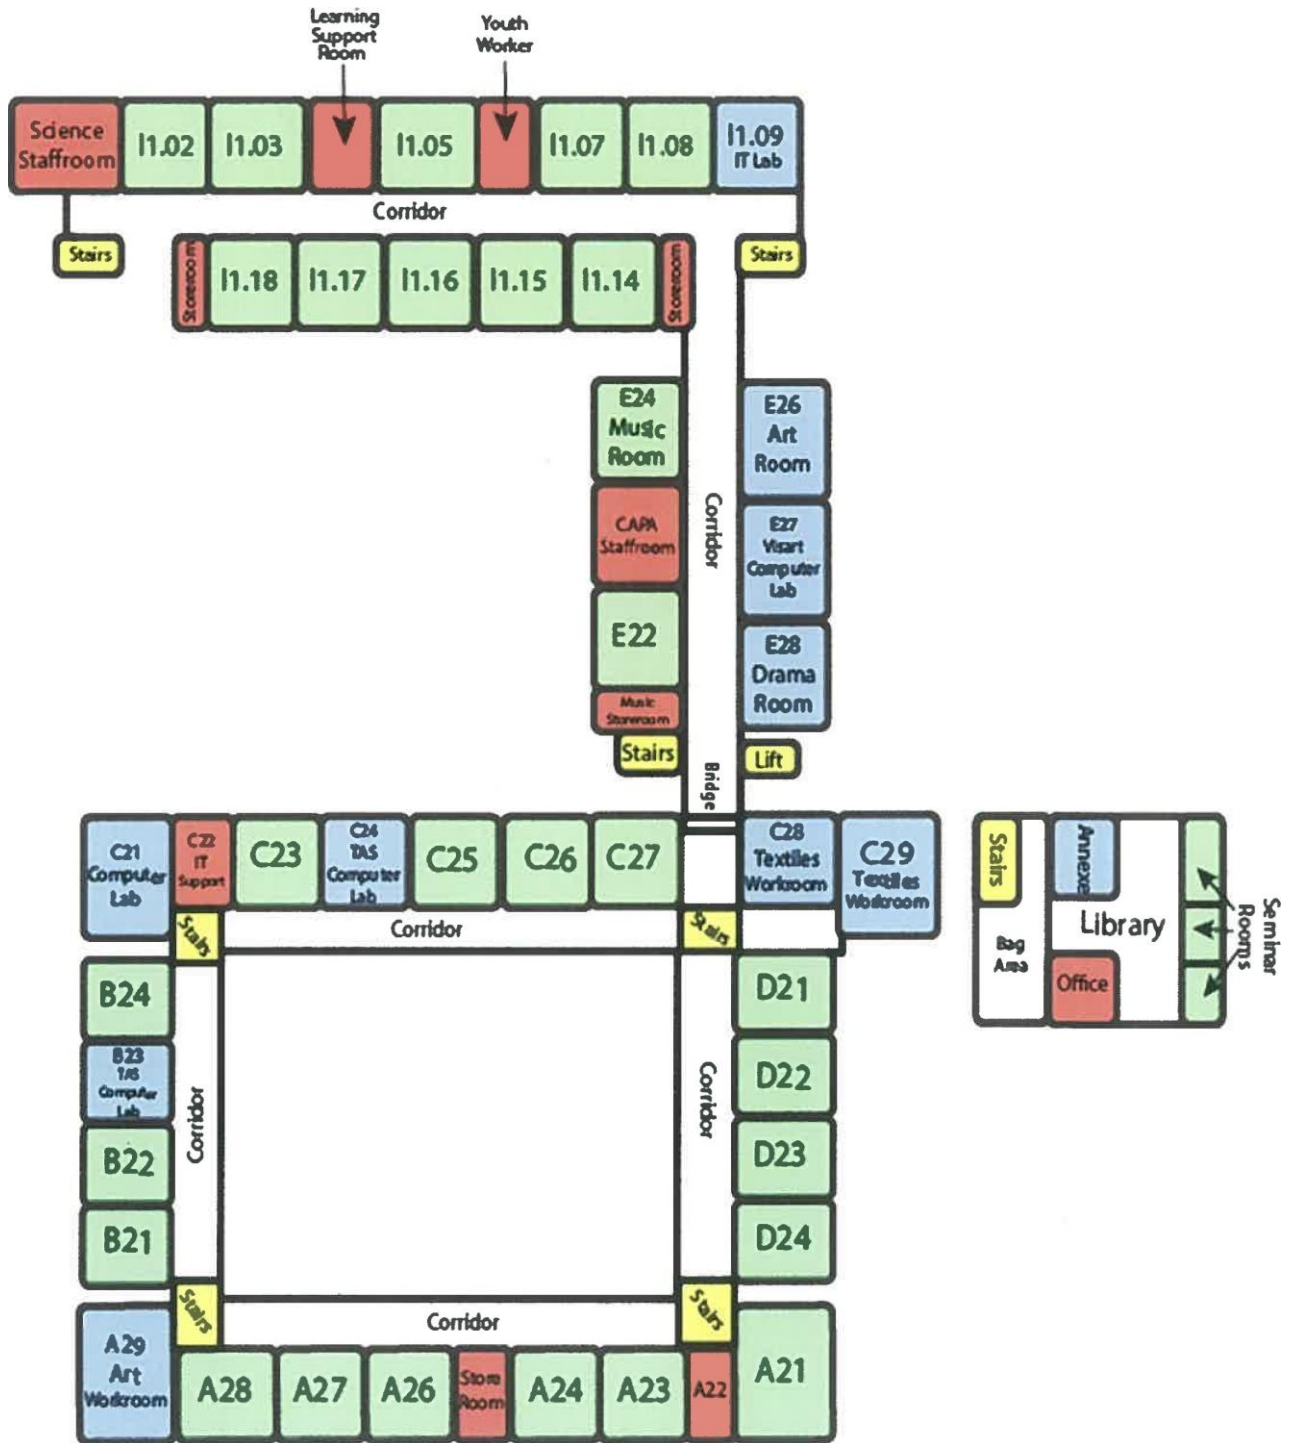 Learning
Support
Room
Youth
Worker
Science
Staffroom
I1.02
I1.03
I1.05
I1.07
I1.08
I1.09
IT Lab
Corridor
Stairs
Storeroom
I1.18
I1.17
I1.16
I1.15
I1.14
Storeroom
Stairs
E24
Music
Room
E26
Art
Room
CAPA
Staffroom
Corridor
E27
Visart
Computer
Lab
E22
E28
Drama
Room
Music
Storeroom
Stairs
Bridge
Lift
C21
Computer
Lab
C22
IT
Support
C23
C24
TAS
Computer
Lab
C25
C26
C27
C28
Textiles
Workroom
C29
Textiles
Workroom
Stairs
Annexe
Library
Bag
Area
Office
Seminar
Rooms
Stairs
Corridor
Stairs
B24
B23
TAS
Computer
Lab
B22
B21
Corridor
Corridor
D21
D22
D23
D24
Stairs
Corridor
Stairs
A29
Art
Workroom
A28
A27
A26
Store
Room
A24
A23
A22
A21